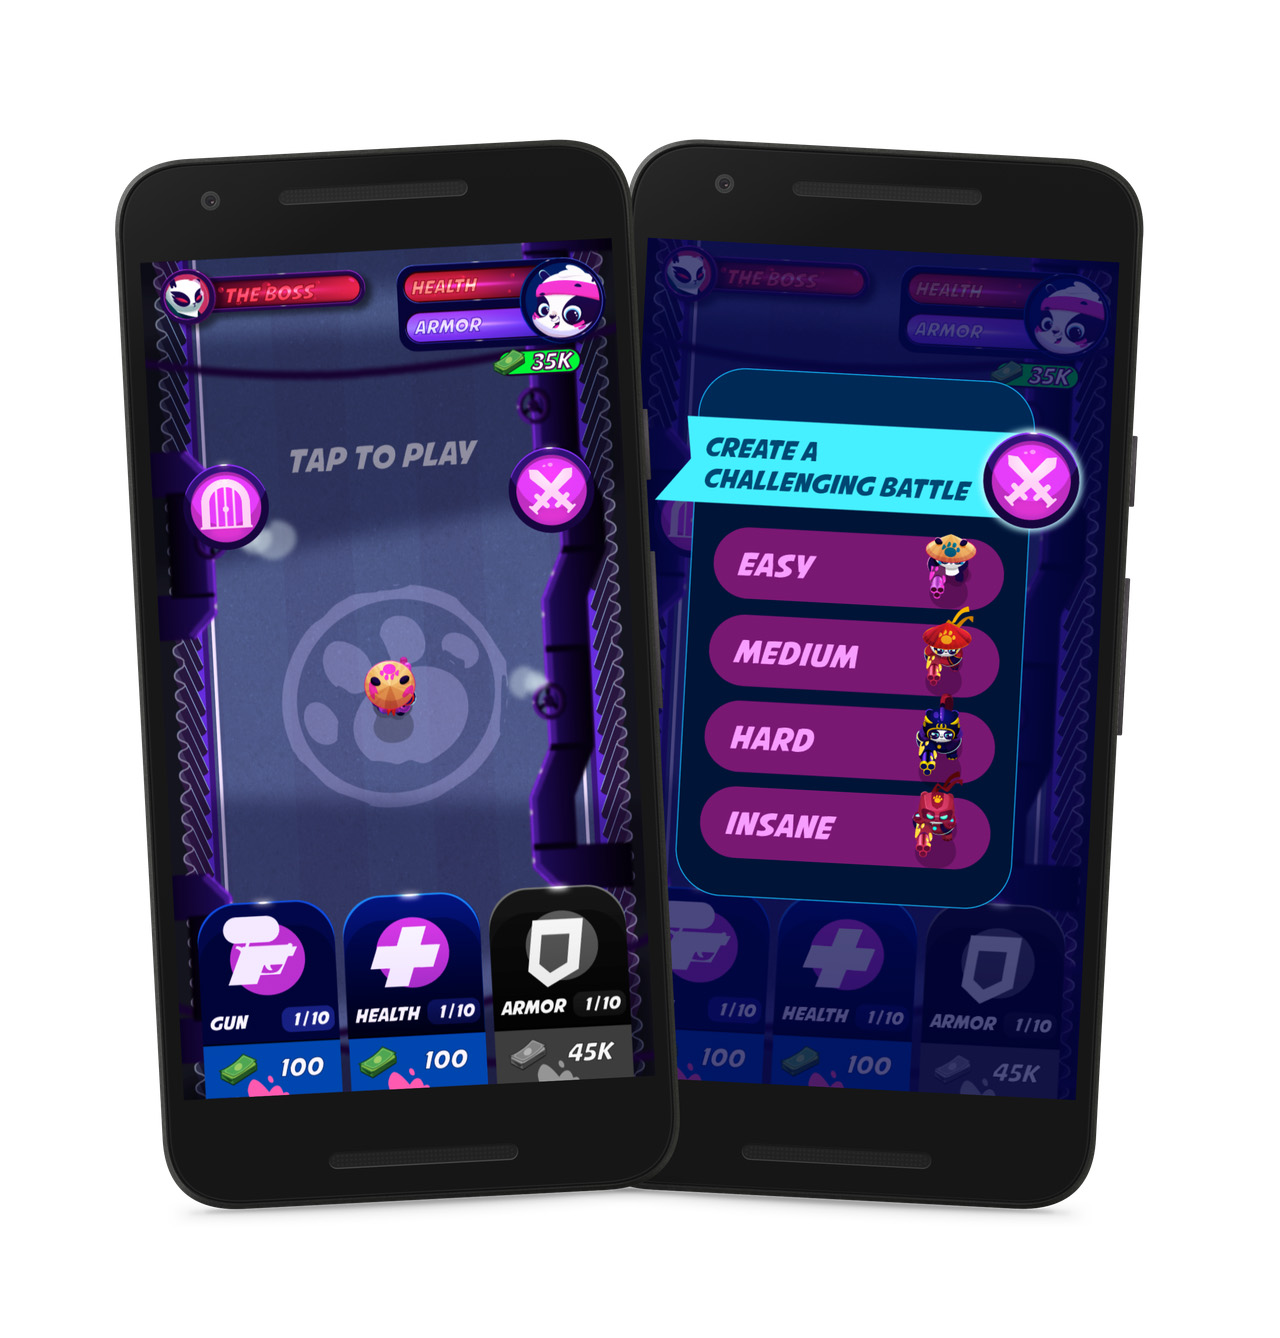 THE BOSS
HEALTH
ARMOR
35K
TAP TO PLAY
GUN 1/10
HEALTH 1/10
ARMOR 1/10
100
100
45K
THE BOSS
HEALTH
ARMOR
35K
CREATE A
CHALLENGING BATTLE
EASY
MEDIUM
HARD
INSANE
1/10
HEALTH 1/10
ARMOR 1/10
100
100
45K